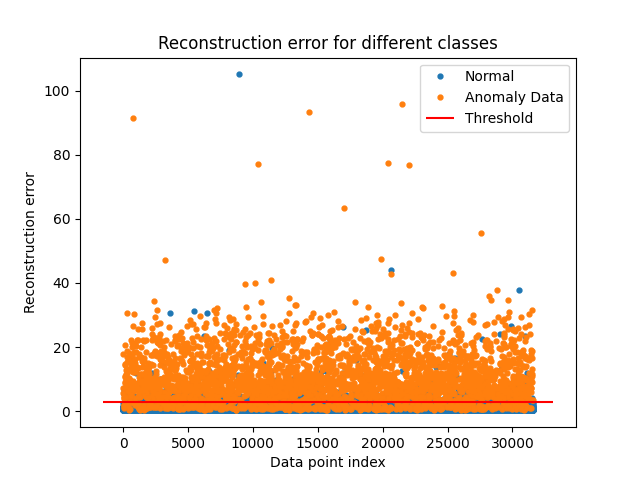 Reconstruction error for different classes
Normal
Anomaly Data
Threshold
Reconstruction error
100
80
60
40
20
0
0 5000 10000 15000 20000 25000 30000
Data point index